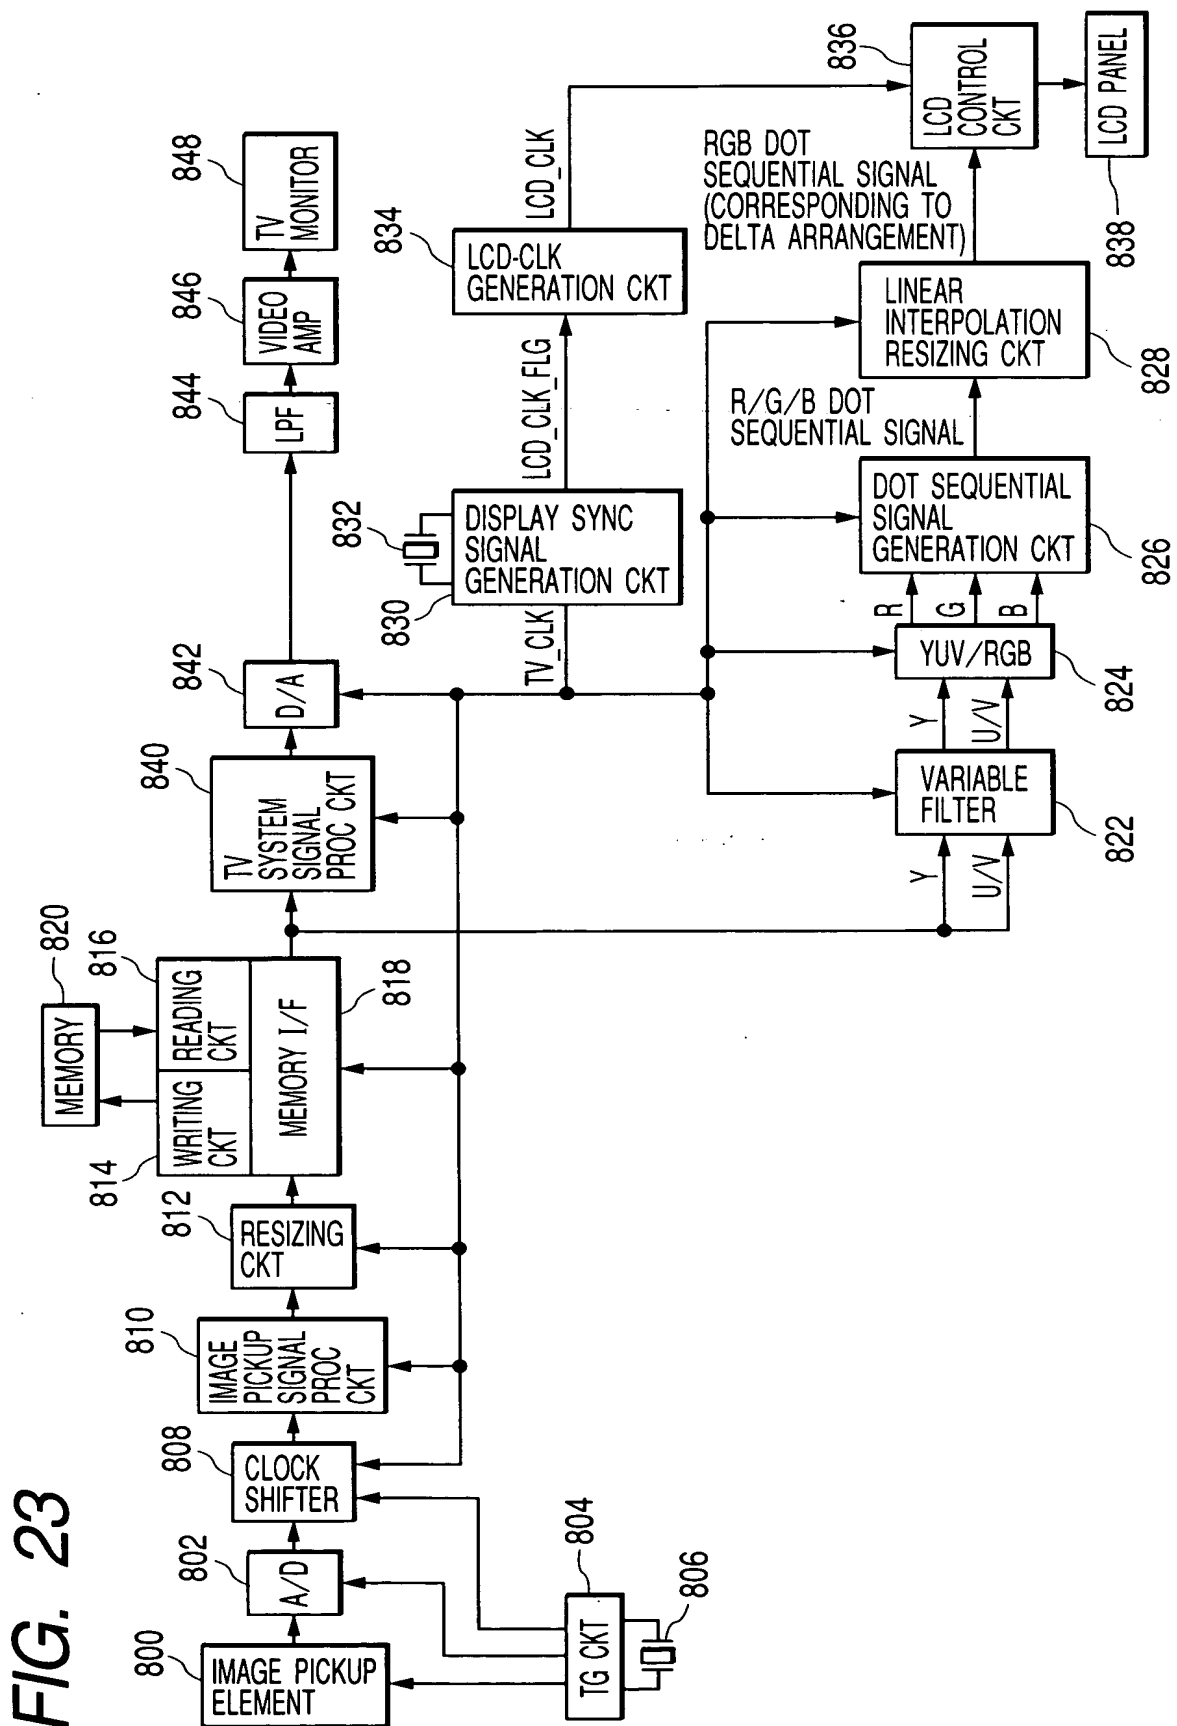 FIG. 23
800
IMAGE PICKUP
ELEMENT
802
A/D
804
TG CKT
806
808
CLOCK
SHIFTER
810
IMAGE
PICKUP
SIGNAL
PROC
CKT
812
RESIZING
CKT
814
WRITING
CKT
816
READING
CKT
MEMORY I/F
818
MEMORY
820
840
TV
SYSTEM
SIGNAL
PROC CKT
842
D/A
844
LPF
846
VIDEO
AMP
848
TV
MONITOR
TV_CLK
830
832
DISPLAY SYNC
SIGNAL
GENERATION CKT
LCD_CLK_FLG
834
LCD-CLK
GENERATION CKT
LCD_CLK
Y
U/V
VARIABLE
FILTER
822
Y
U/V
YUV/RGB
824
R
G
B
DOT SEQUENTIAL
SIGNAL
GENERATION CKT
826
R/G/B DOT
SEQUENTIAL SIGNAL
LINEAR
INTERPOLATION
RESIZING CKT
828
RGB DOT
SEQUENTIAL SIGNAL
(CORRESPONDING TO
DELTA ARRANGEMENT)
836
LCD
CONTROL
CKT
LCD PANEL
838